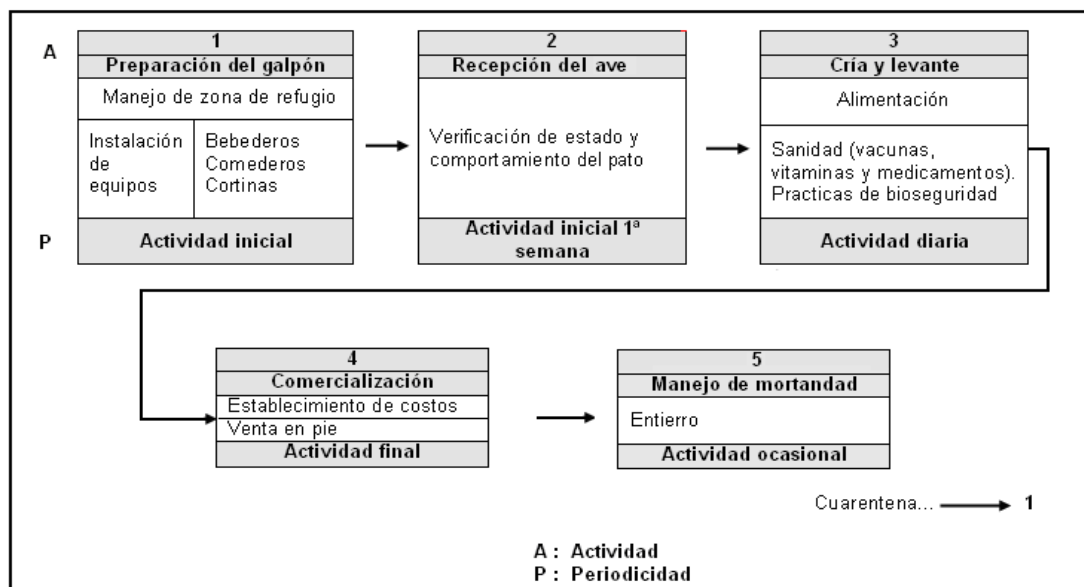 A
1
Preparación del galpón
Manejo de zona de refugio
Instalación
de
equipos
Bebederos
Comederos
Cortinas
P
Actividad inicial
2
Recepción del ave
Verificación de estado y
comportamiento del pato
Actividad inicial 1ª
semana
3
Cría y levante
Alimentación
Sanidad (vacunas,
vitaminas y medicamentos).
Practicas de bioseguridad
Actividad diaria
4
Comercialización
Establecimiento de costos
Venta en pie
Actividad final
5
Manejo de mortandad
Entierro
Actividad ocasional
Cuarentena... 1
A : Actividad
P : Periodicidad